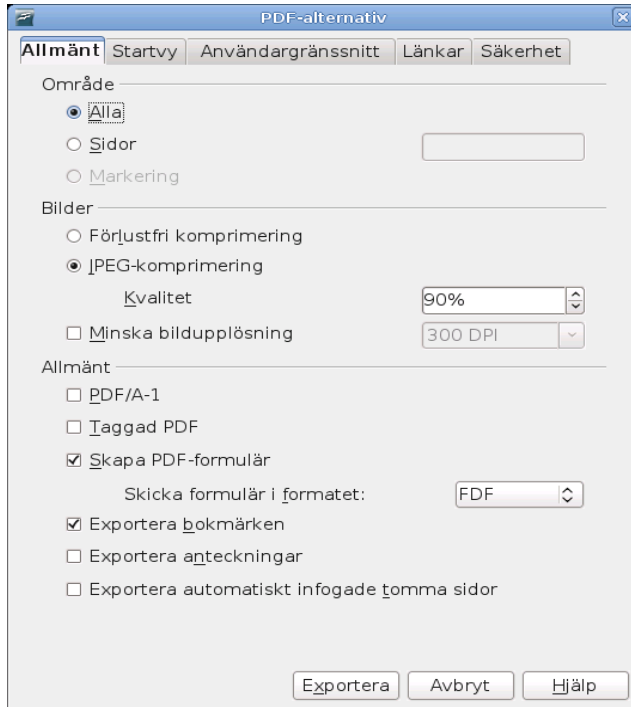 PDF-alternativ
Allmänt Startvy Användargränssnitt Länkar Säkerhet
Område
Alla
Sidor
Markering
Bilder
Förlustfri komprimering
JPEG-komprimering
Kvalitet 90%
Minska bildupplösning 300 DPI
Allmänt
PDF/A-1
Taggad PDF
Skapa PDF-formulär
Skicka formulär i formatet: FDF
Exportera bokmärken
Exportera anteckningar
Exportera automatiskt infogade tomma sidor
Exportera Avbryt Hjälp